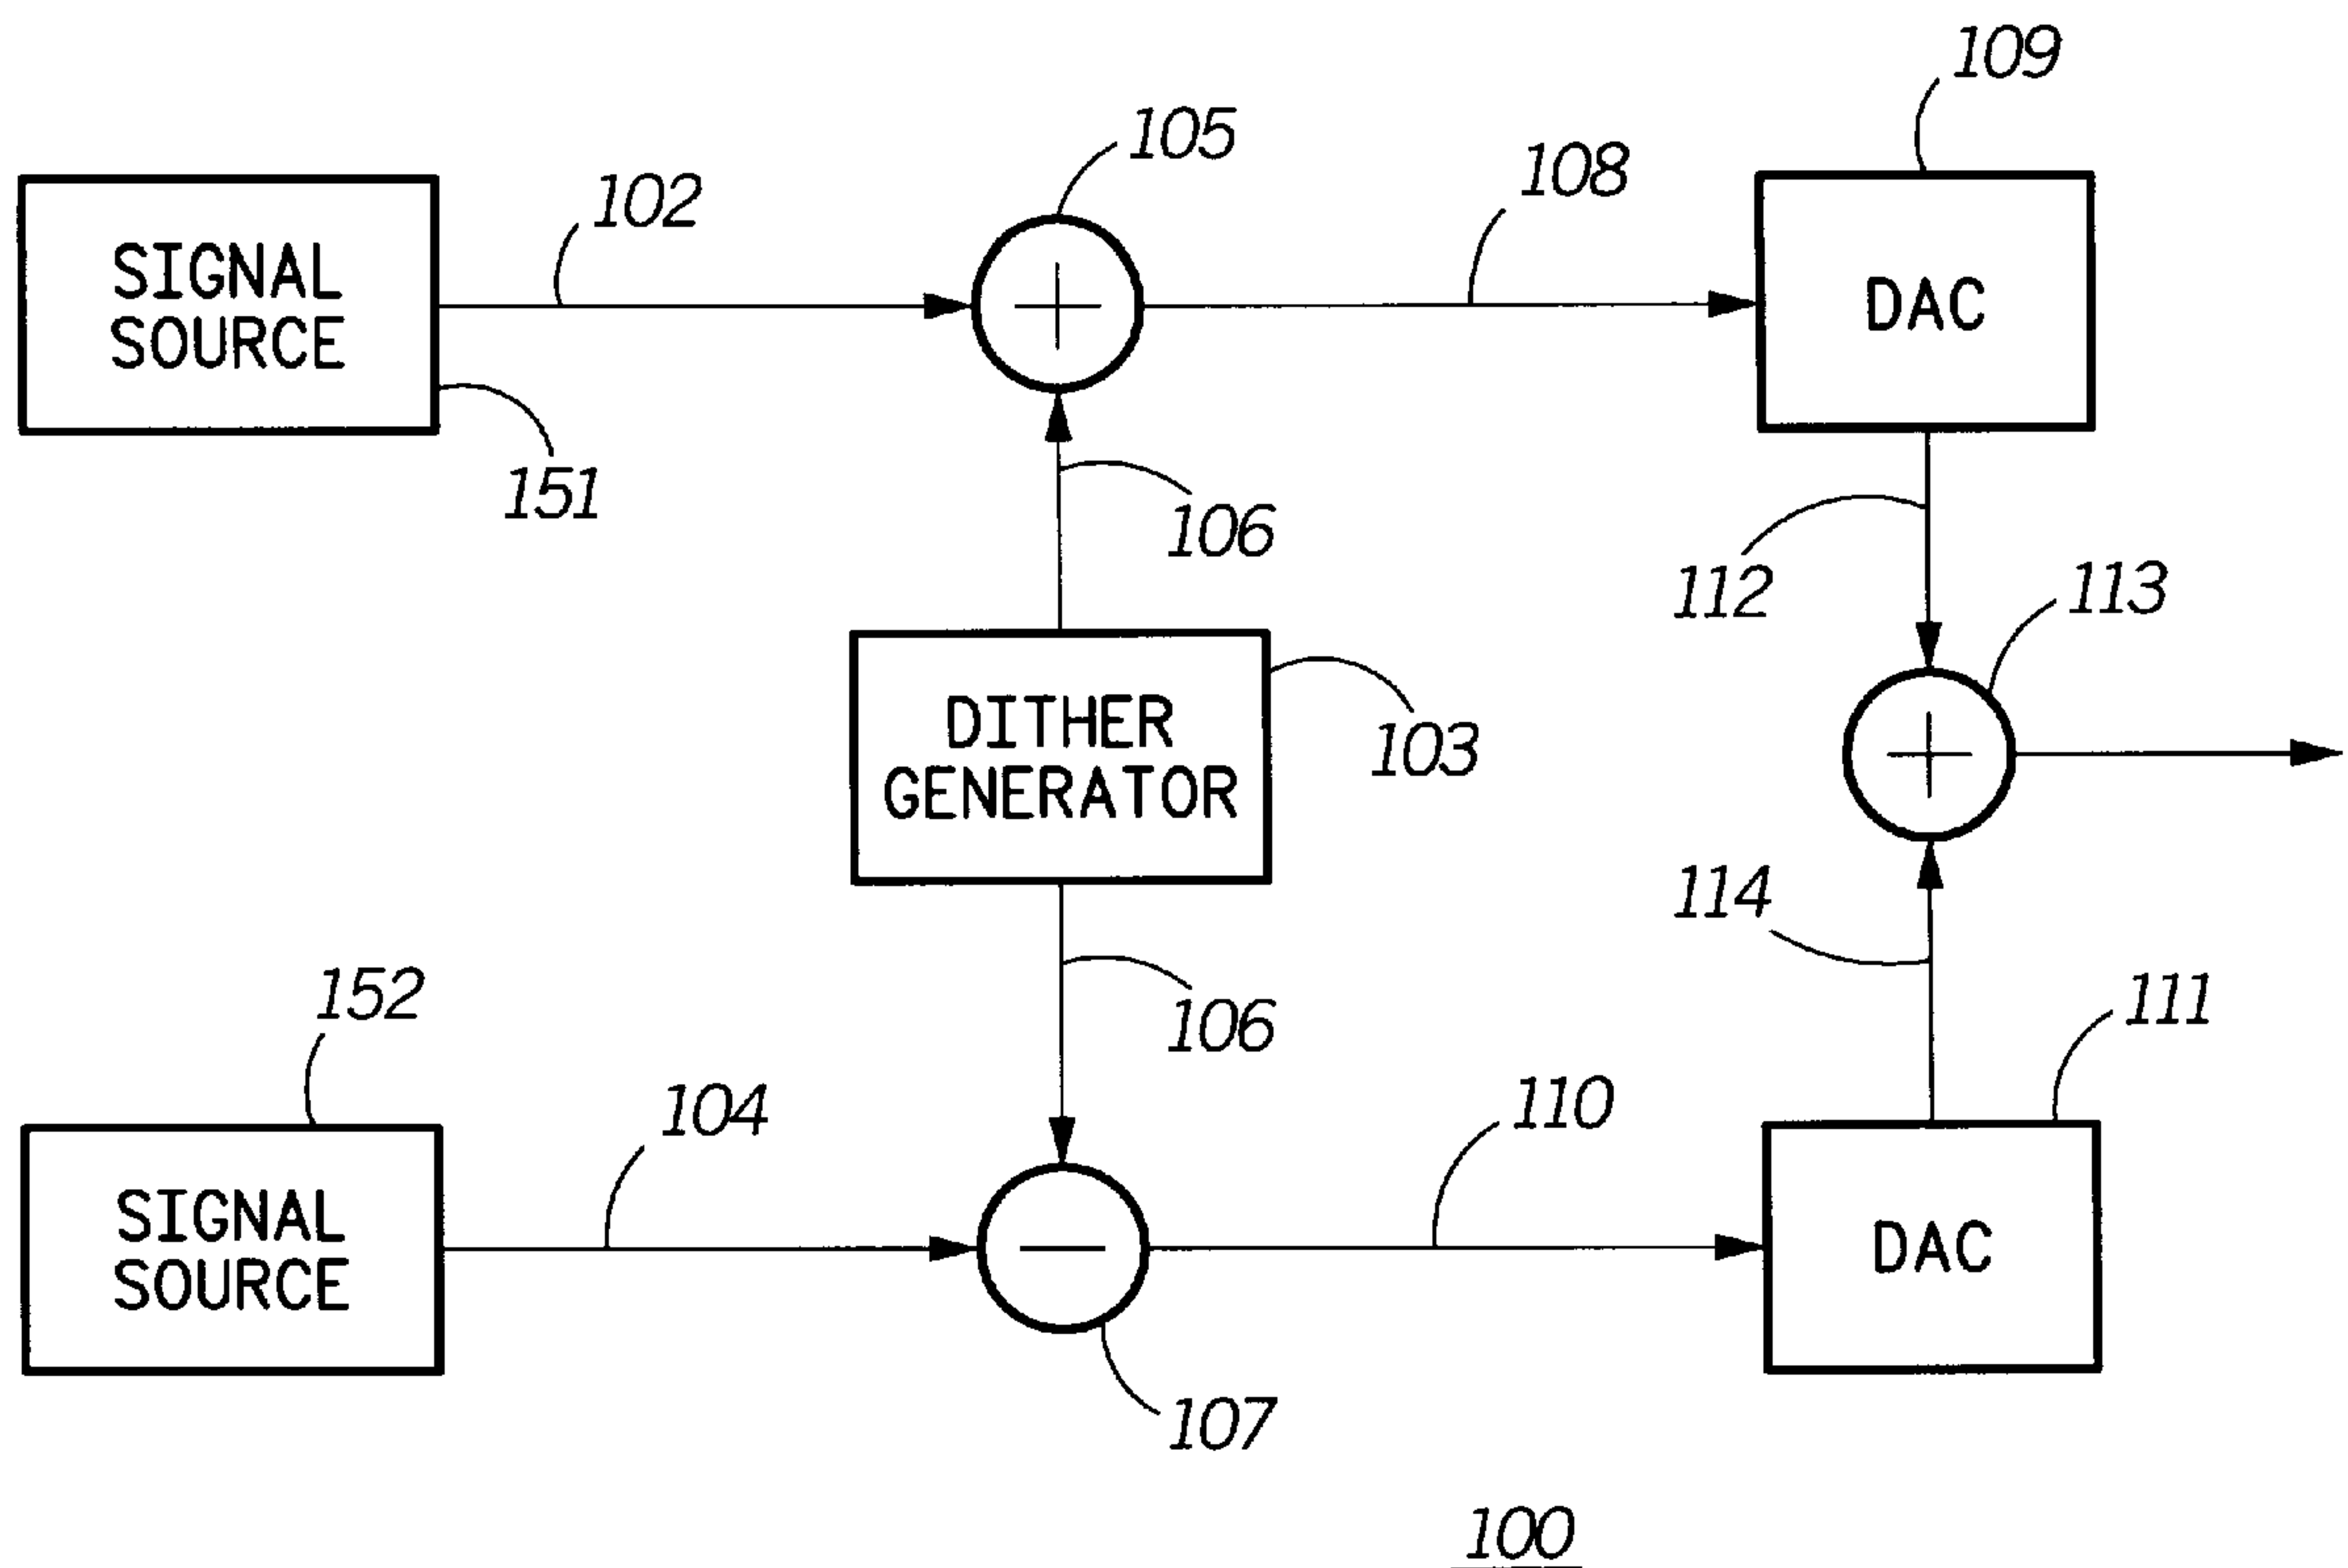 109
105
108
102
SIGNAL
SOURCE
+
DAC
151
106
112
113
DITHER
GENERATOR
103
+
114
152
106
111
104
110
SIGNAL
SOURCE
—
DAC
107
100